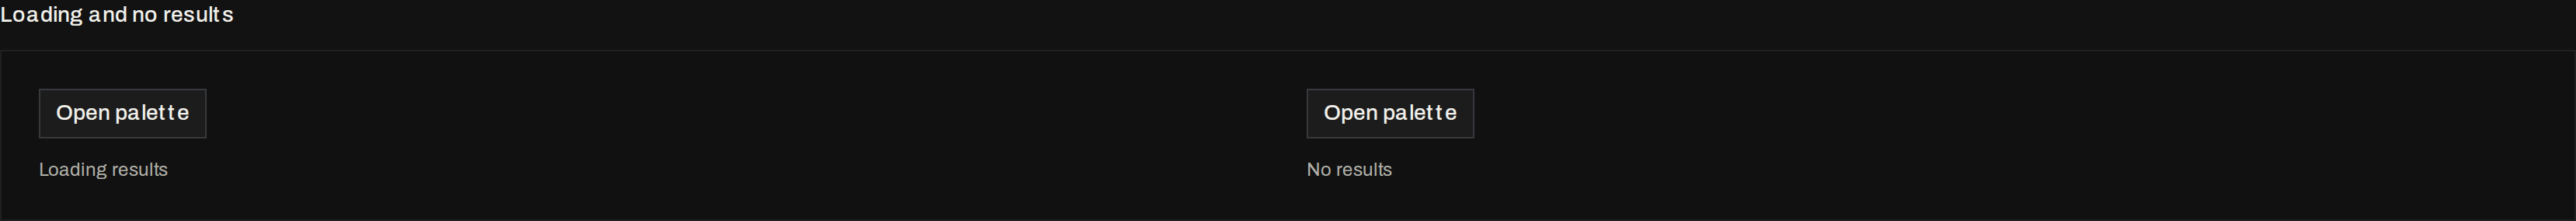 Loading and no results
Open palette
Open palette
Loading results
No results